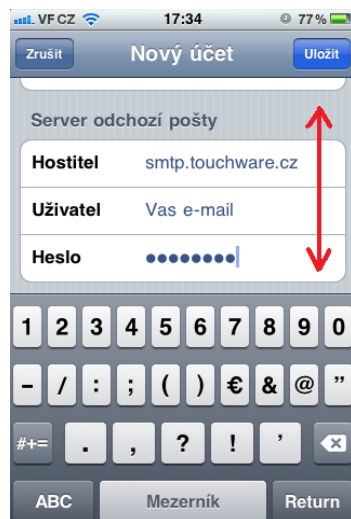 VF CZ 17:34 77%
Zrušit Nový účet Uložit
Server odchozí pošty
Hostitel smtp.touchware.cz
Uživatel Vas e-mail
Heslo ••••••••
1 2 3 4 5 6 7 8 9 0
- / : ; ( ) € & @ "
#+= . , ? ! '
ABC Mezerník Return